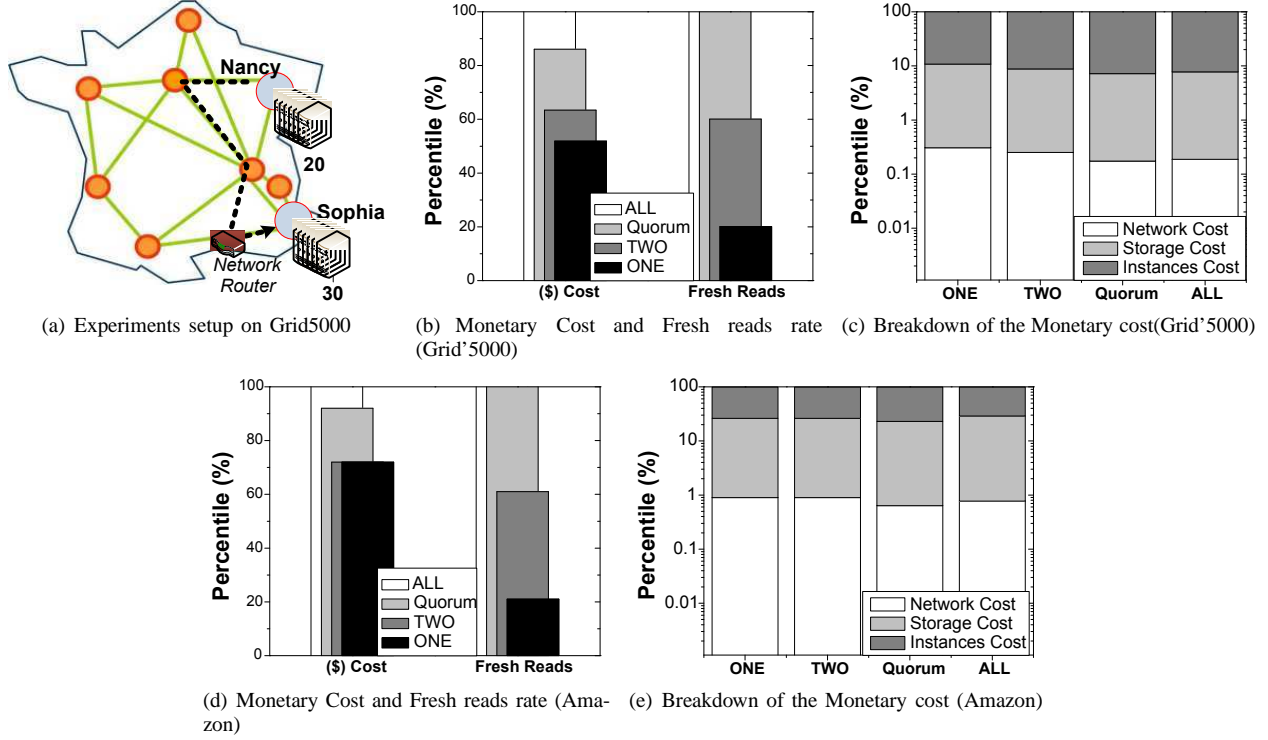 Nancy
20
Sophia
Network
Router
30
(a) Experiments setup on Grid5000
Percentile (%)
100
80
60
40
20
0
ALL
Quorum
TWO
ONE
($) Cost
Fresh Reads
(b) Monetary Cost and Fresh reads rate
(Grid'5000)
Percentile (%)
100
10
1
0.1
0.01
Network Cost
Storage Cost
Instances Cost
ONE
TWO
Quorum
ALL
(c) Breakdown of the Monetary cost(Grid'5000)
Percentile (%)
100
80
60
40
20
0
ALL
Quorum
TWO
ONE
($) Cost
Fresh Reads
(d) Monetary Cost and Fresh reads rate (Ama-
zon)
Percentile (%)
100
10
1
0.1
0.01
Network Cost
Storage Cost
Instances Cost
ONE
TWO
Quorum
ALL
(e) Breakdown of the Monetary cost (Amazon)